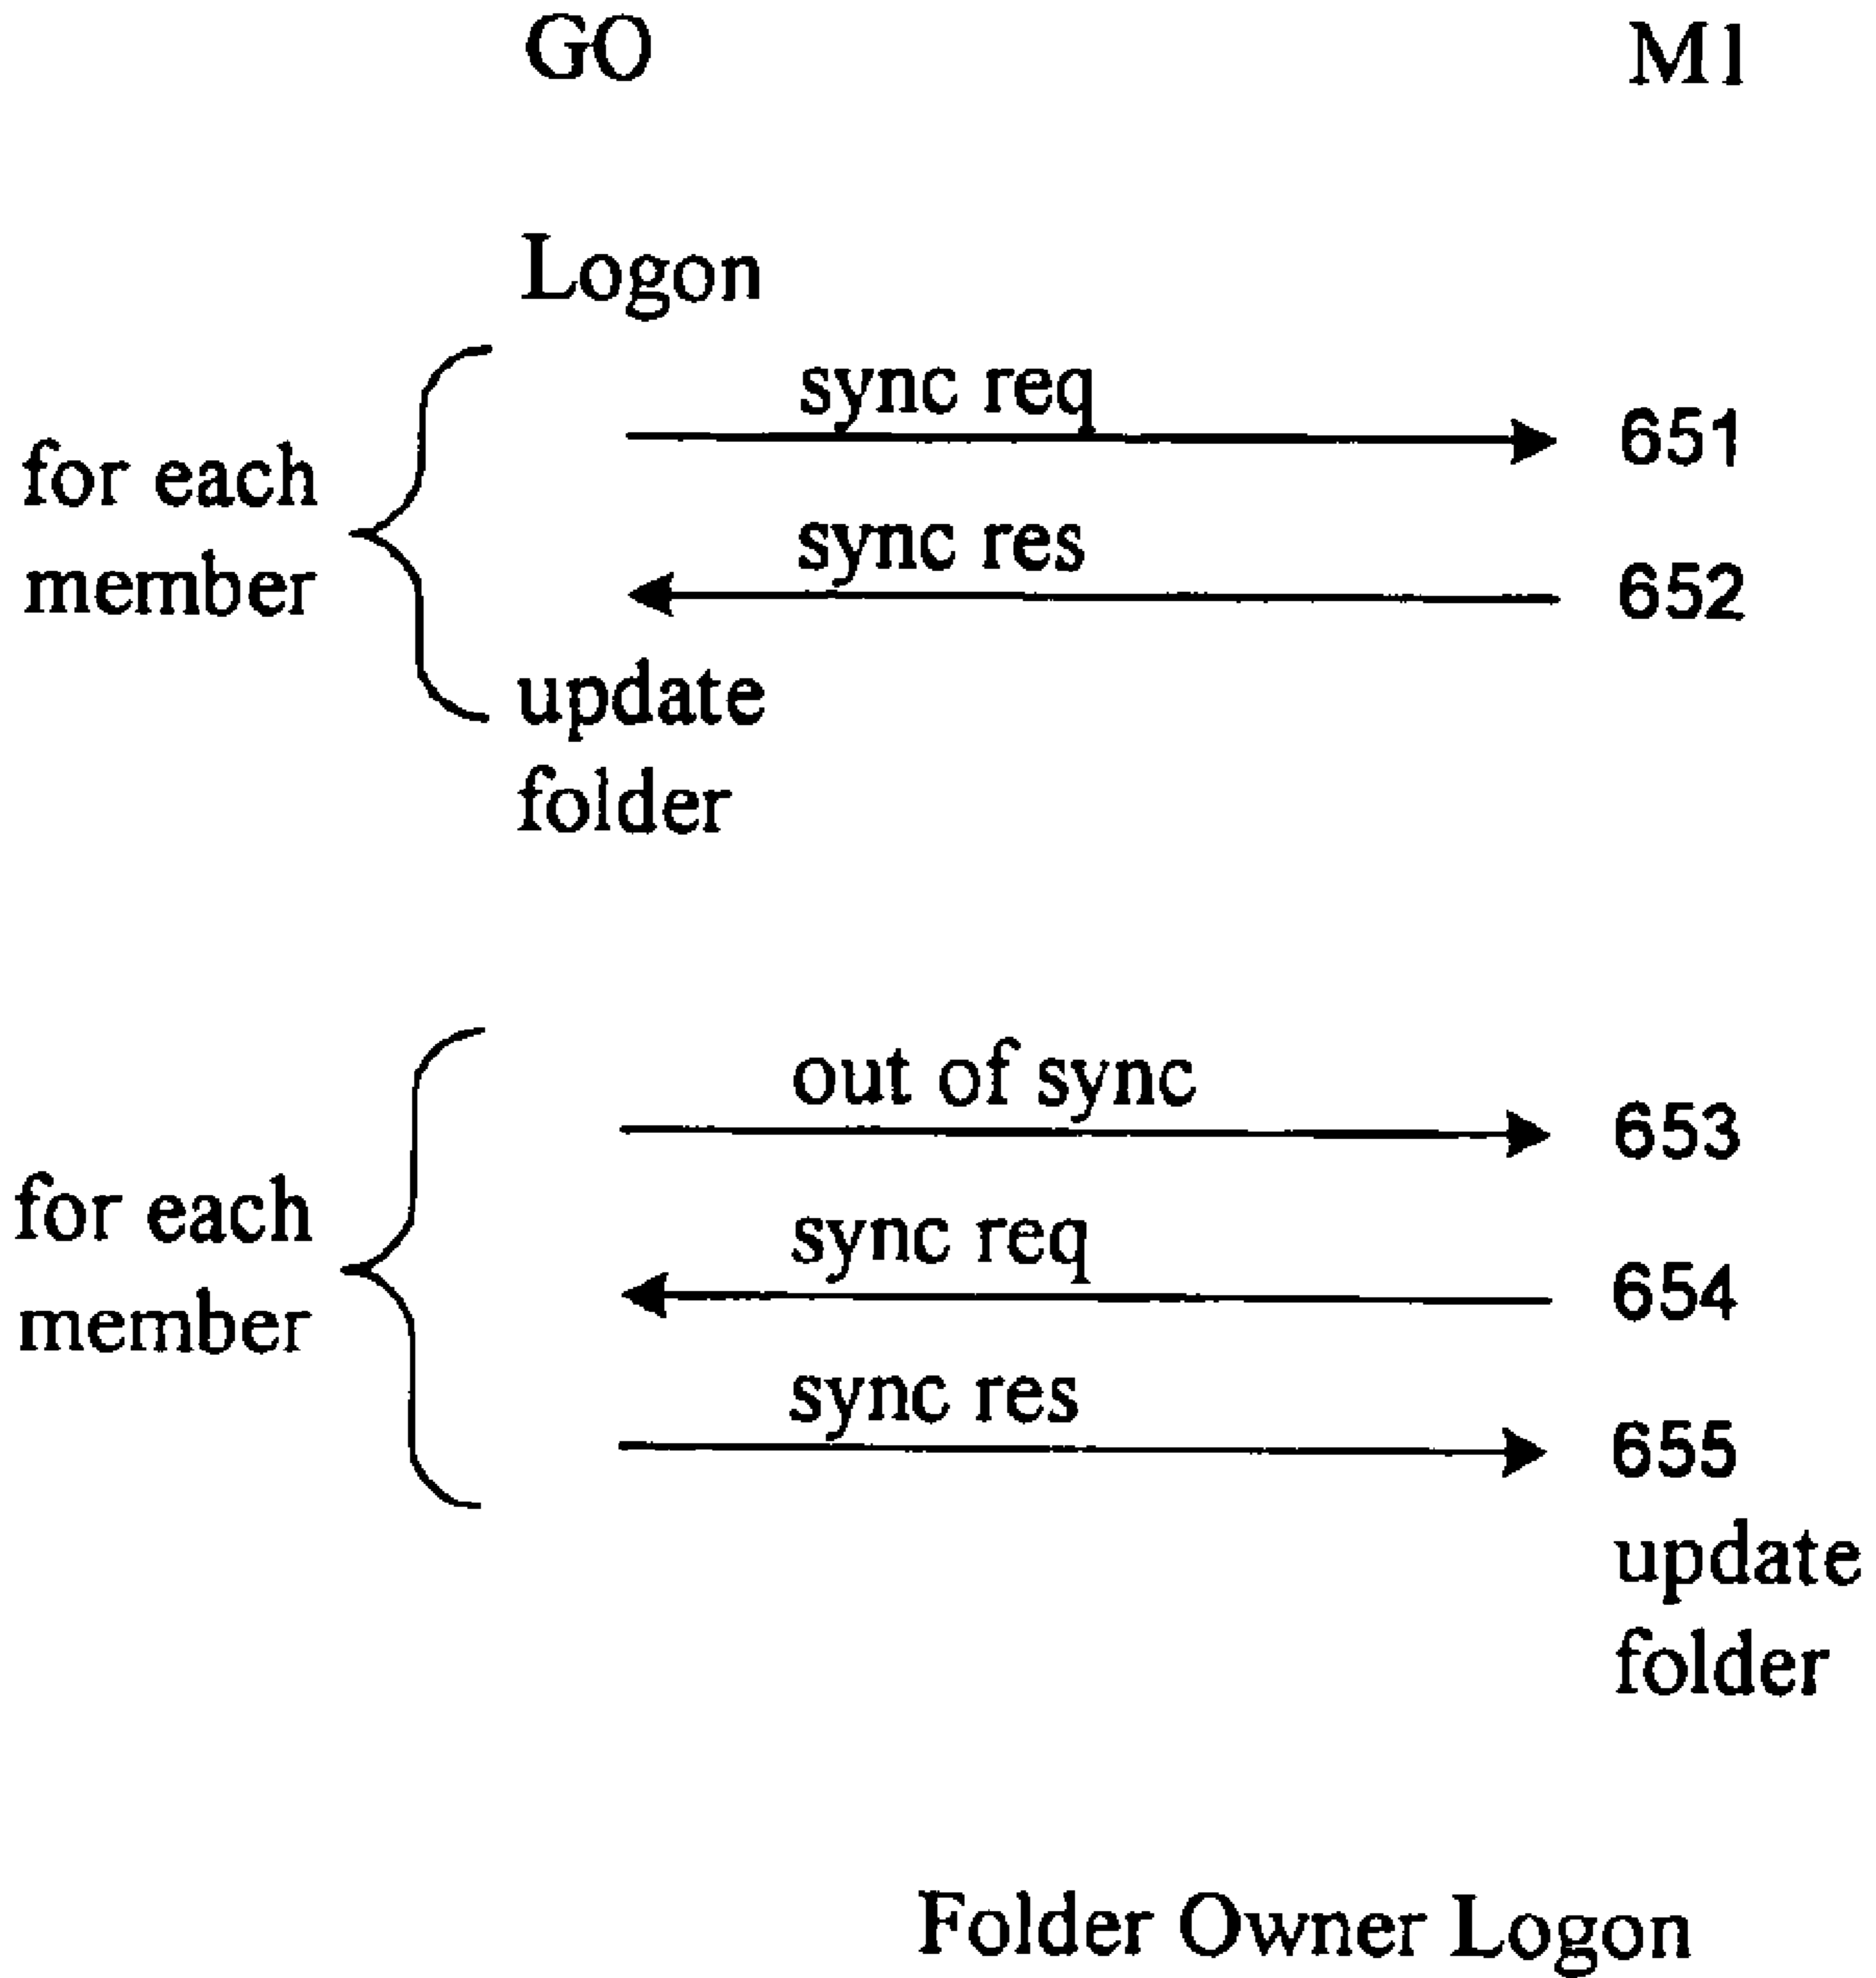 GO M1
Logon
sync req
651
for each
member
sync res
652
update
folder
out of sync
653
for each
member
sync req
654
sync res
655
update
folder
Folder Owner Logon